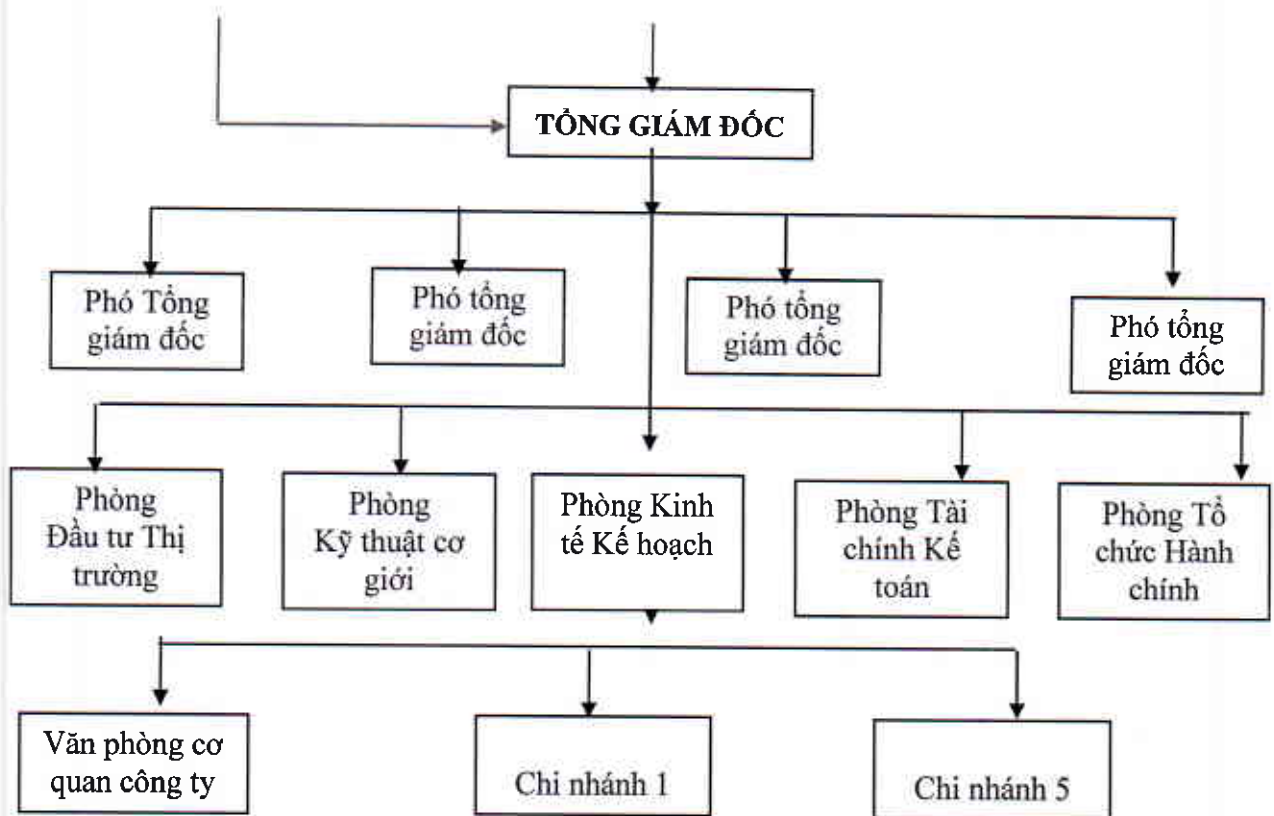 TỔNG GIÁM ĐỐC
Phó Tổng
giám đốc
Phó tổng
giám đốc
Phó tổng
giám đốc
Phó tổng
giám đốc
Phòng
Đầu tư Thị
trường
Phòng
Kỹ thuật cơ
giới
Phòng Kinh
tế Kế hoạch
Phòng Tài
chính Kế
toán
Phòng Tổ
chức Hành
chính
Văn phòng cơ
quan công ty
Chi nhánh 1
Chi nhánh 5